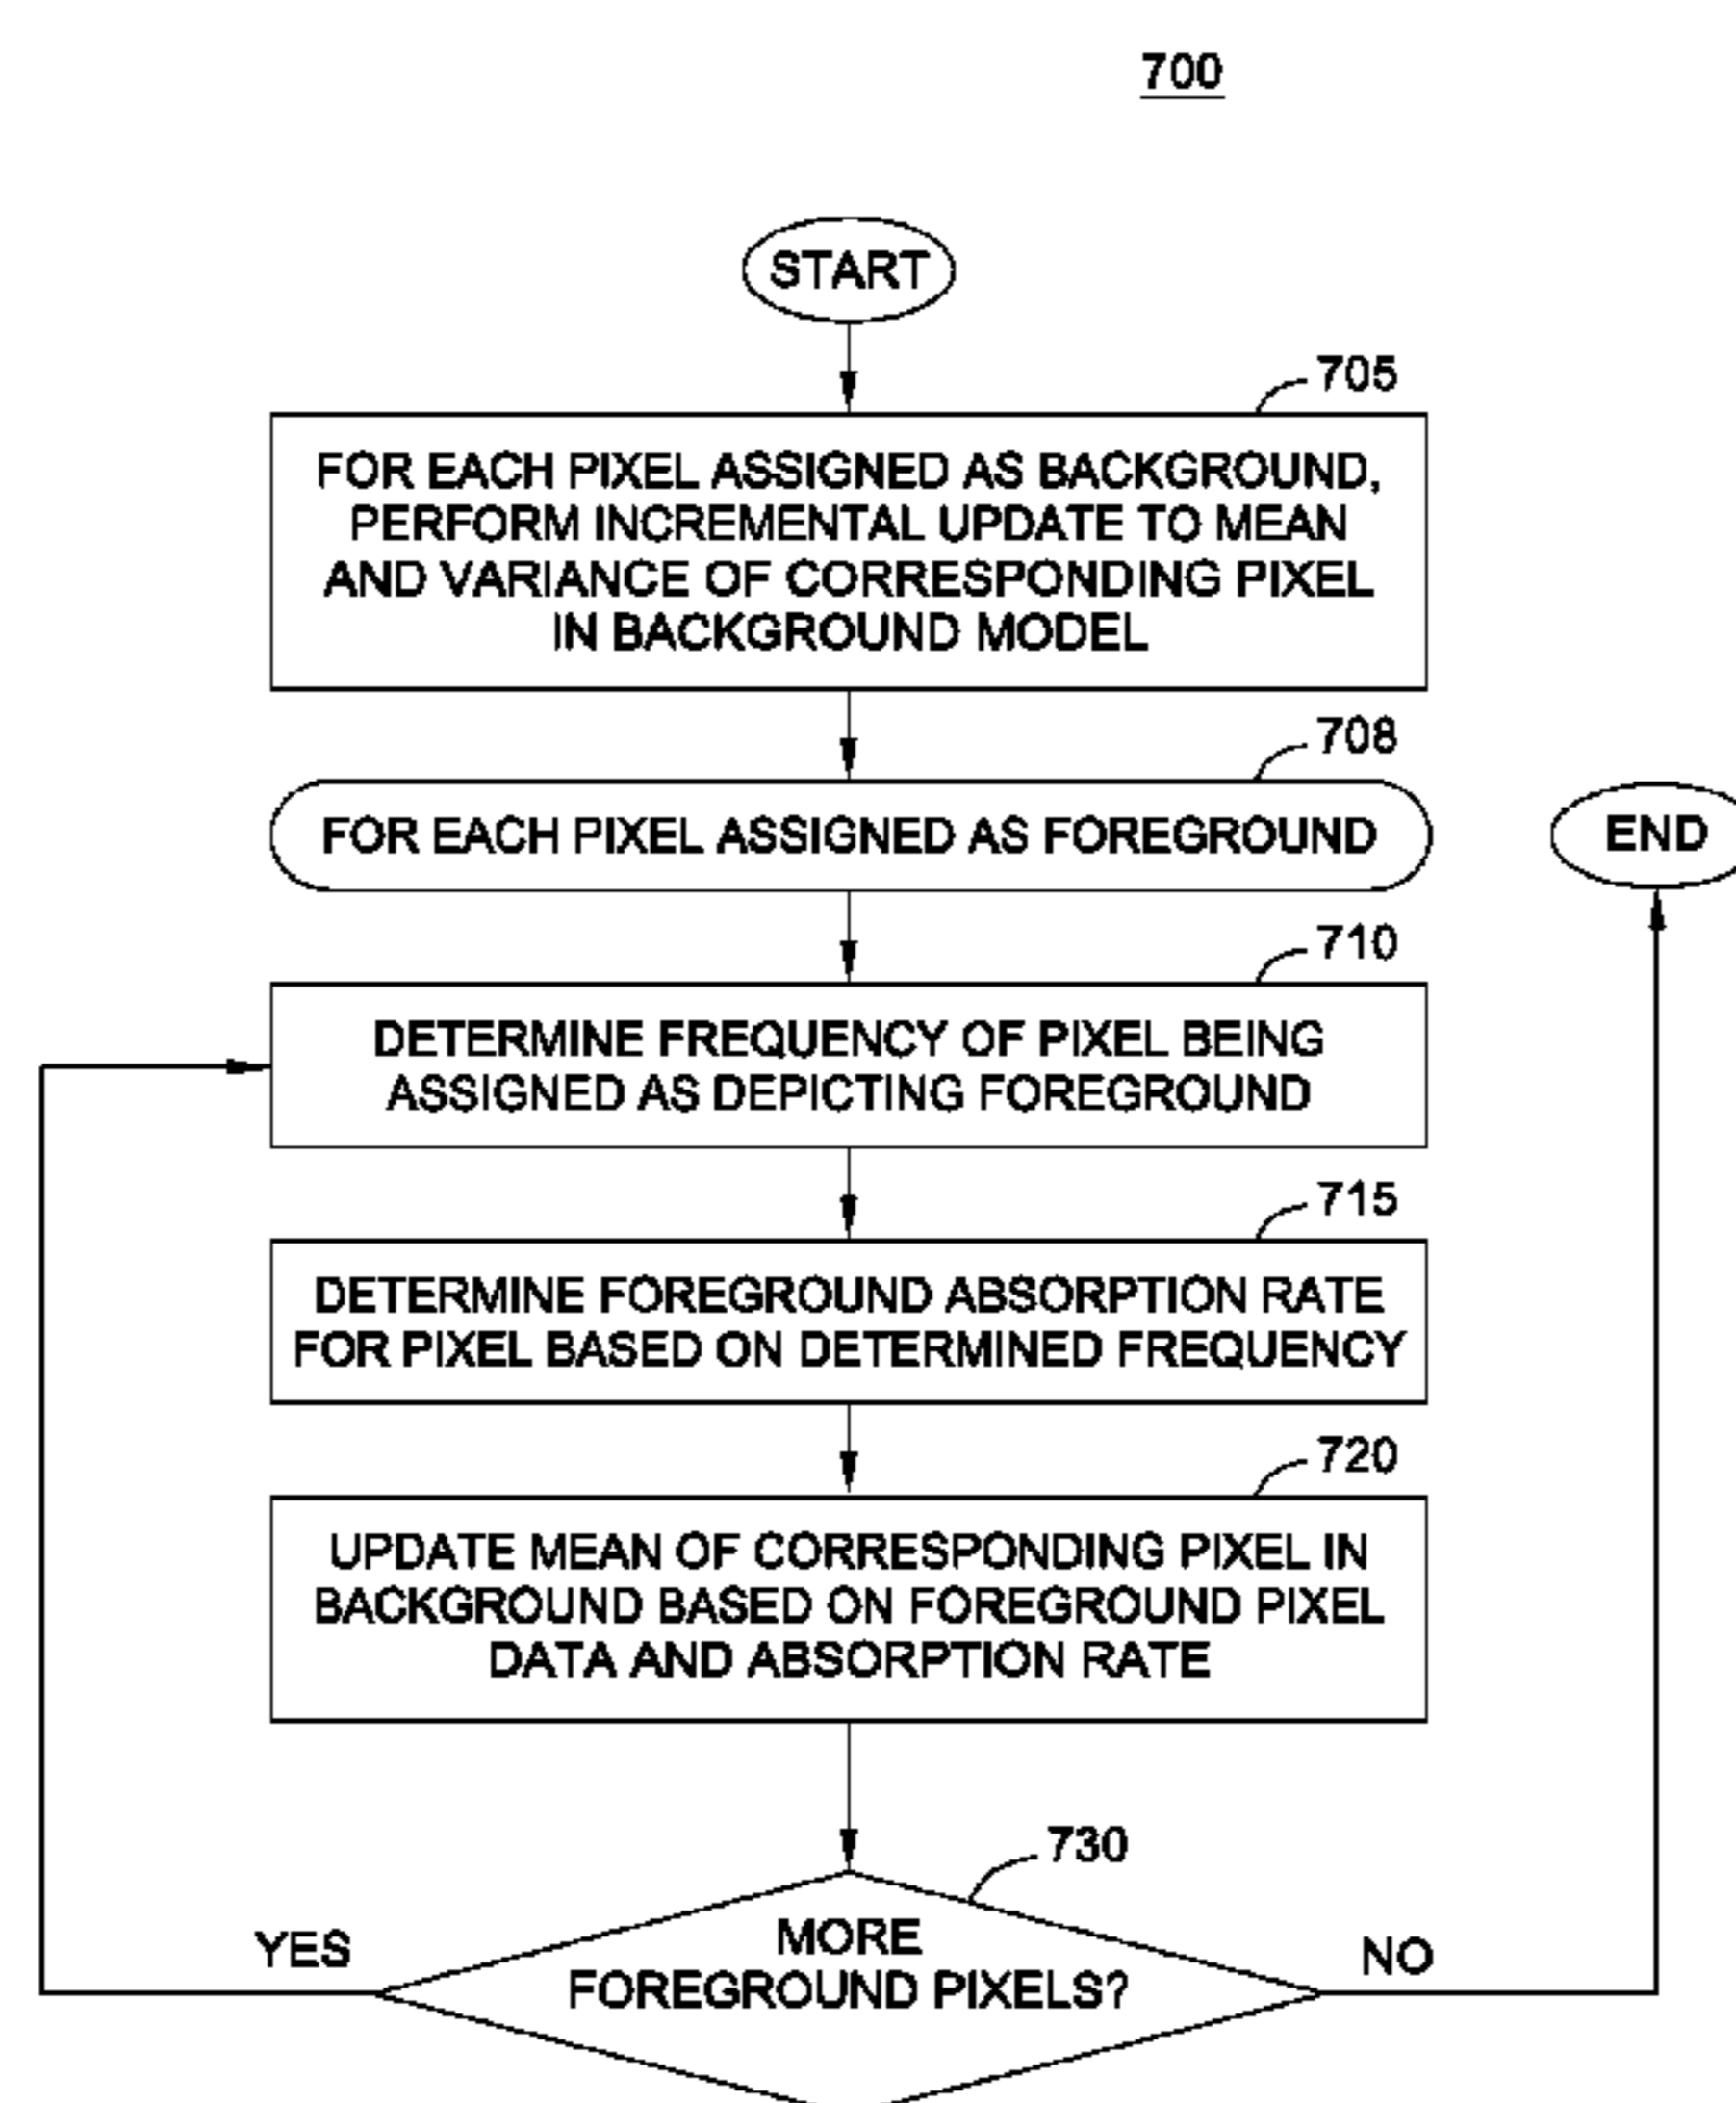 700
START
705
FOR EACH PIXEL ASSIGNED AS BACKGROUND,
PERFORM INCREMENTAL UPDATE TO MEAN
AND VARIANCE OF CORRESPONDING PIXEL
IN BACKGROUND MODEL
708
FOR EACH PIXEL ASSIGNED AS FOREGROUND
END
710
DETERMINE FREQUENCY OF PIXEL BEING
ASSIGNED AS DEPICTING FOREGROUND
715
DETERMINE FOREGROUND ABSORPTION RATE
FOR PIXEL BASED ON DETERMINED FREQUENCY
720
UPDATE MEAN OF CORRESPONDING PIXEL IN
BACKGROUND BASED ON FOREGROUND PIXEL
DATA AND ABSORPTION RATE
730
YES
MORE
FOREGROUND PIXELS?
NO